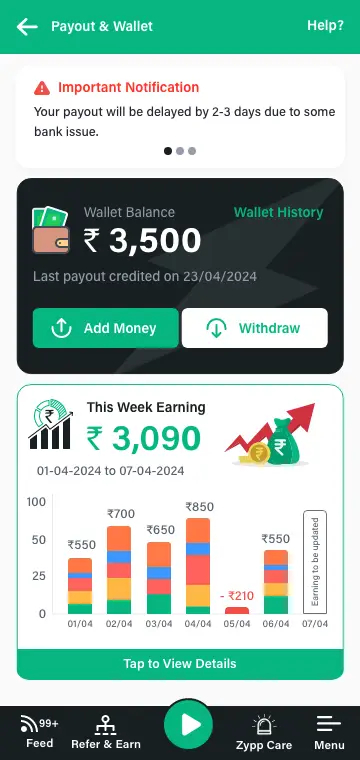 Payout & Wallet
Help?
Important Notification
Your payout will be delayed by 2-3 days due to some
bank issue.
Wallet Balance
Wallet History
₹ 3,500
Last payout credited on 23/04/2024
Add Money
Withdraw
This Week Earning
₹
₹ 3,090
₹
₹
01-04-2024 to 07-04-2024
100
50
25
0
₹550
₹700
₹650
₹850
- ₹210
₹550
Earning to be updated
01/04
02/04
03/04
04/04
05/04
06/04
07/04
Tap to View Details
99+
Feed
Refer & Earn
Zypp Care
Menu